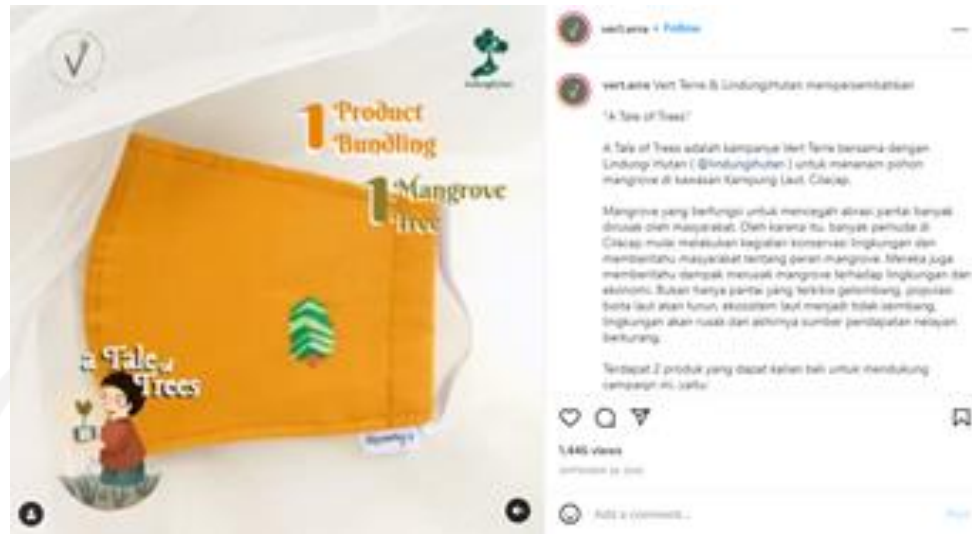 1 Product
Bundling
1 Mangrove
Tree
a Tale of
Trees
vert.erre • Follow
vert.erre Vert Terre & LindungiHutan mempersembahkan
"A Tale of Trees"
A Tale of Trees adalah kampanye Vert Terre bersama dengan
Lindungi Hutan ( @lindungihutan ) untuk menanam pohon
mangrove di kawasan Kampung Laut, Cilacap.
Mangrove yang berfungsi untuk mencegah abrasi pantai banyak
dirusak oleh masyarakat. Oleh karena itu, banyak pemuda di
Cilacap mulai melakukan kegiatan konservasi lingkungan dan
memberitahu masyarakat tentang peran mangrove. Mereka juga
memberitahu dampak merusak mangrove terhadap lingkungan dan
ekonomi. Bukan hanya pantai yang terkikis gelombang, populasi
biota laut akan turun, ekosistem laut menjadi tidak seimbang,
lingkungan akan rusak dan akhirnya sumber pendapatan nelayan
berkurang.
Terdapat 2 produk yang dapat kalian beli untuk mendukung
campaign ini, yaitu:
1,446 views
Add a comment...
Post